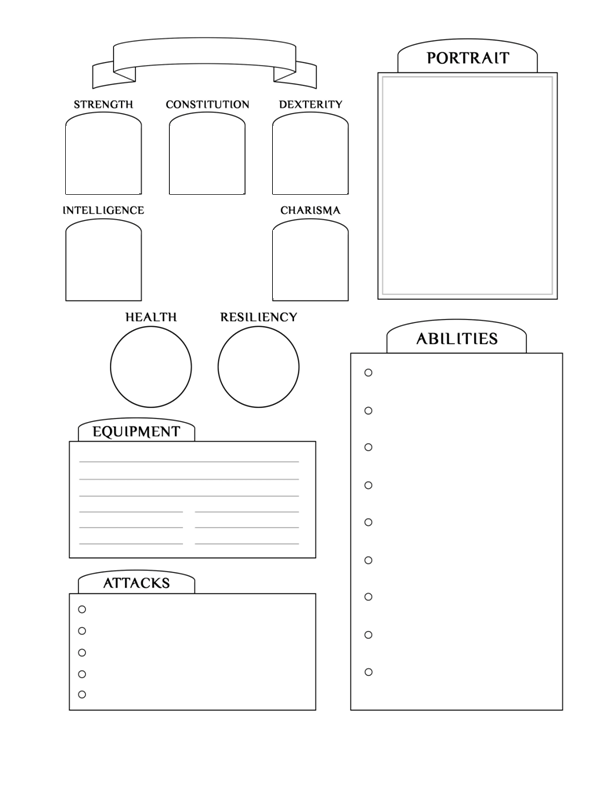 PORTRAIT
STRENGTH CONSTITUTION DEXTERITY
INTELLIGENCE CHARISMA
HEALTH RESILIENCY
ABILITIES
EQUIPMENT
ATTACKS